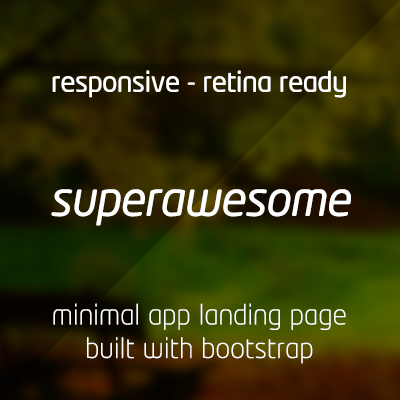 responsive - retina ready
superawesome
minimal app landing page
built with bootstrap